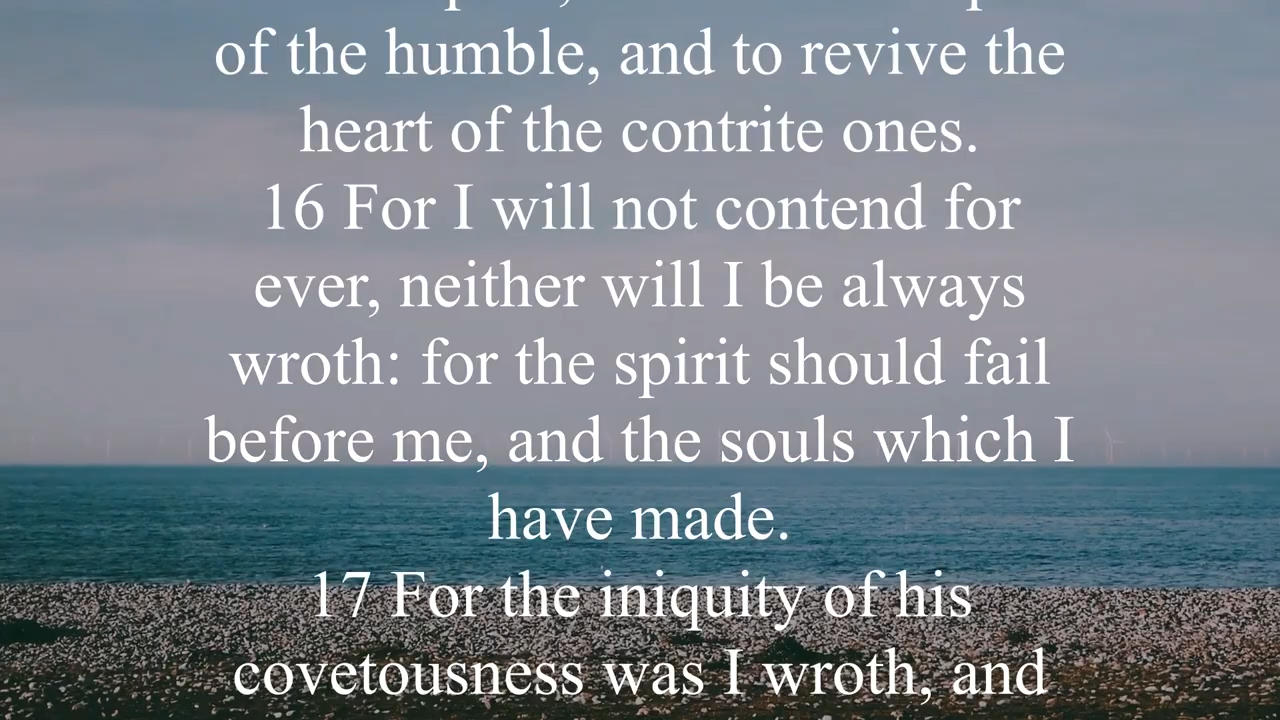 of the humble, and to revive the
heart of the contrite ones.
16 For I will not contend for
ever, neither will I be always
wroth: for the spirit should fail
before me, and the souls which I
have made.
17 For the iniquity of his
covetousness was I wroth, and